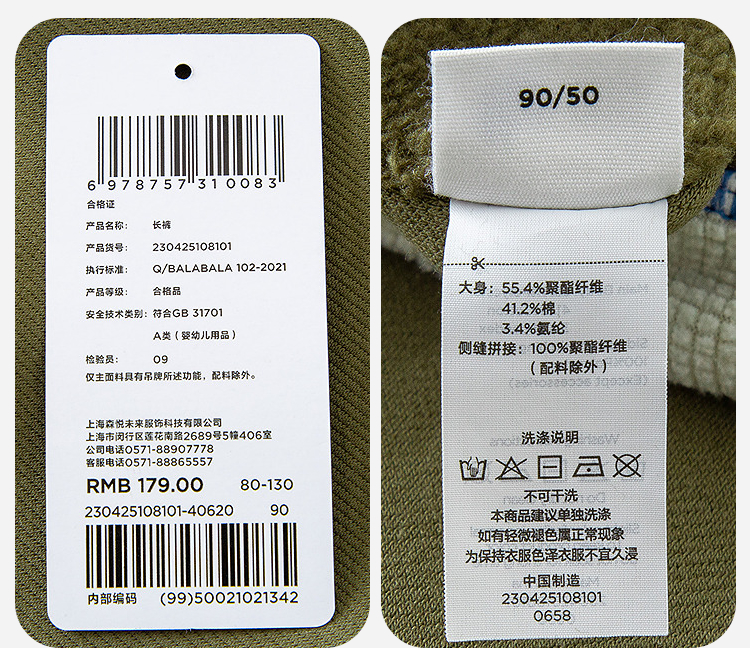 6 978757 310083
合格证
产品名称: 长裤
产品货号: 230425108101
执行标准: Q/BALABALA 102-2021
产品等级: 合格品
安全技术类别: 符合GB 31701
A类（婴幼儿用品）
检验员: 09
仅主面料具有吊牌所述功能，配料除外。
上海森悦未来服饰科技有限公司
上海市闵行区莲花南路2689号5幢406室
公司电话0571-88907778
客服电话0571-88865557
RMB 179.00 80-130
230425108101-40620 90
内部编码 (99)50021021342
90/50
大身: 55.4%聚酯纤维
41.2%棉
3.4%氨纶
侧缝拼接: 100%聚酯纤维
（配料除外）
洗涤说明
不可干洗
本商品建议单独洗涤
如有轻微褪色属正常现象
为保持衣服色泽衣服不宜久浸
中国制造
230425108101
0658